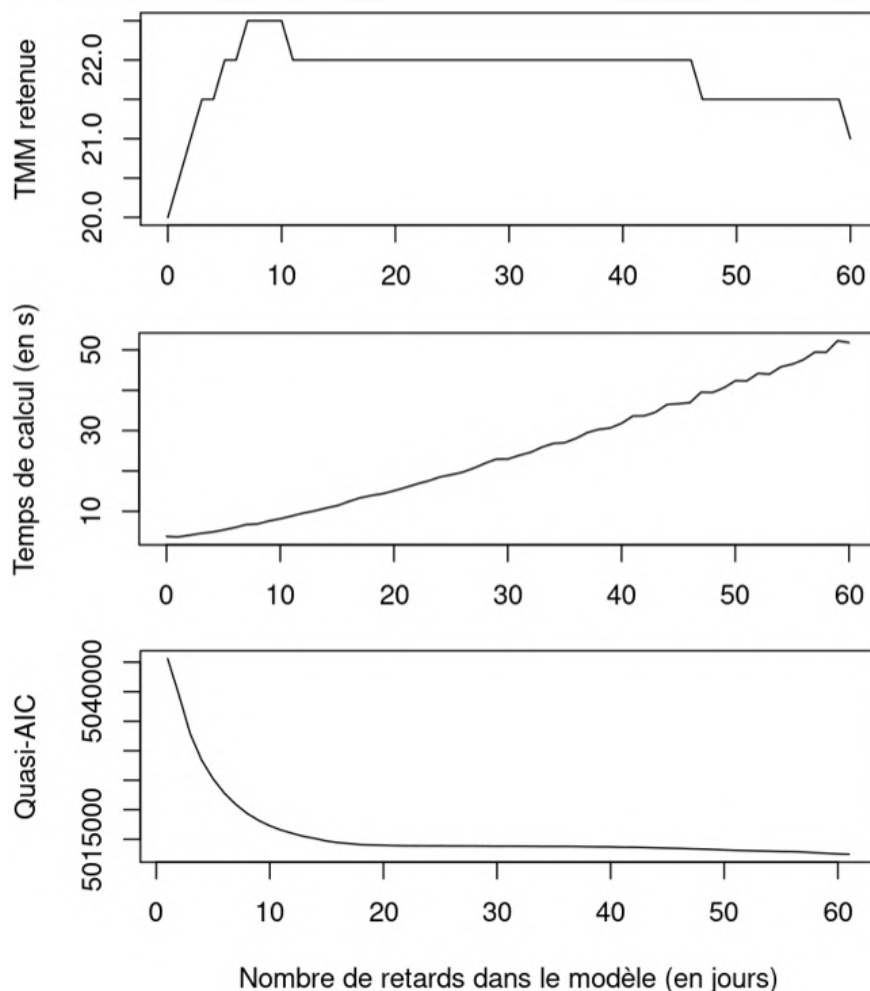 TMM retenue
22.0
21.0
20.0
0 10 20 30 40 50 60
Temps de calcul (en s)
50
30
10
0 10 20 30 40 50 60
Quasi-AIC
5040000
5015000
0 10 20 30 40 50 60
Nombre de retards dans le modèle (en jours)